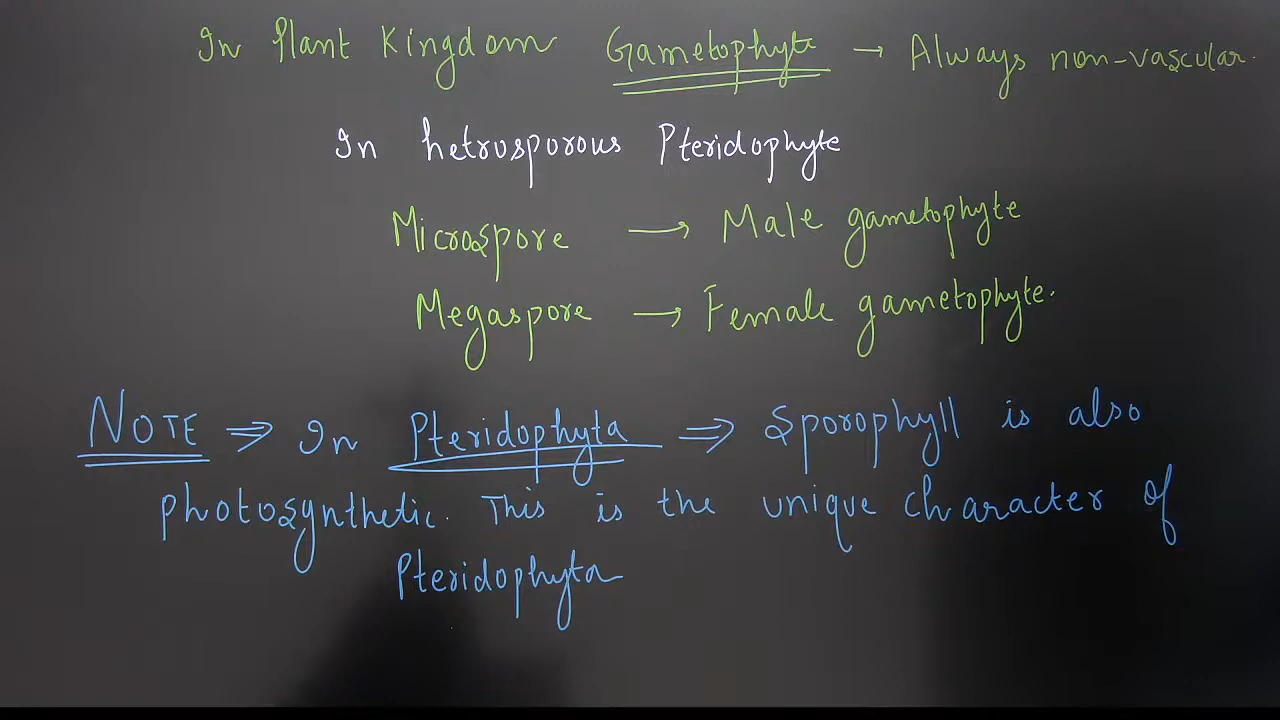 In Plant Kingdom Gametophyte → Always non-vascular.
In hetrosporous Pteridophyte
Microspore → Male gametophyte
Megaspore → Female gametophyte.
NOTE ⇒ In Pteridophyta ⇒ Sporophyll is also
photosynthetic. This is the unique character of
Pteridophyta